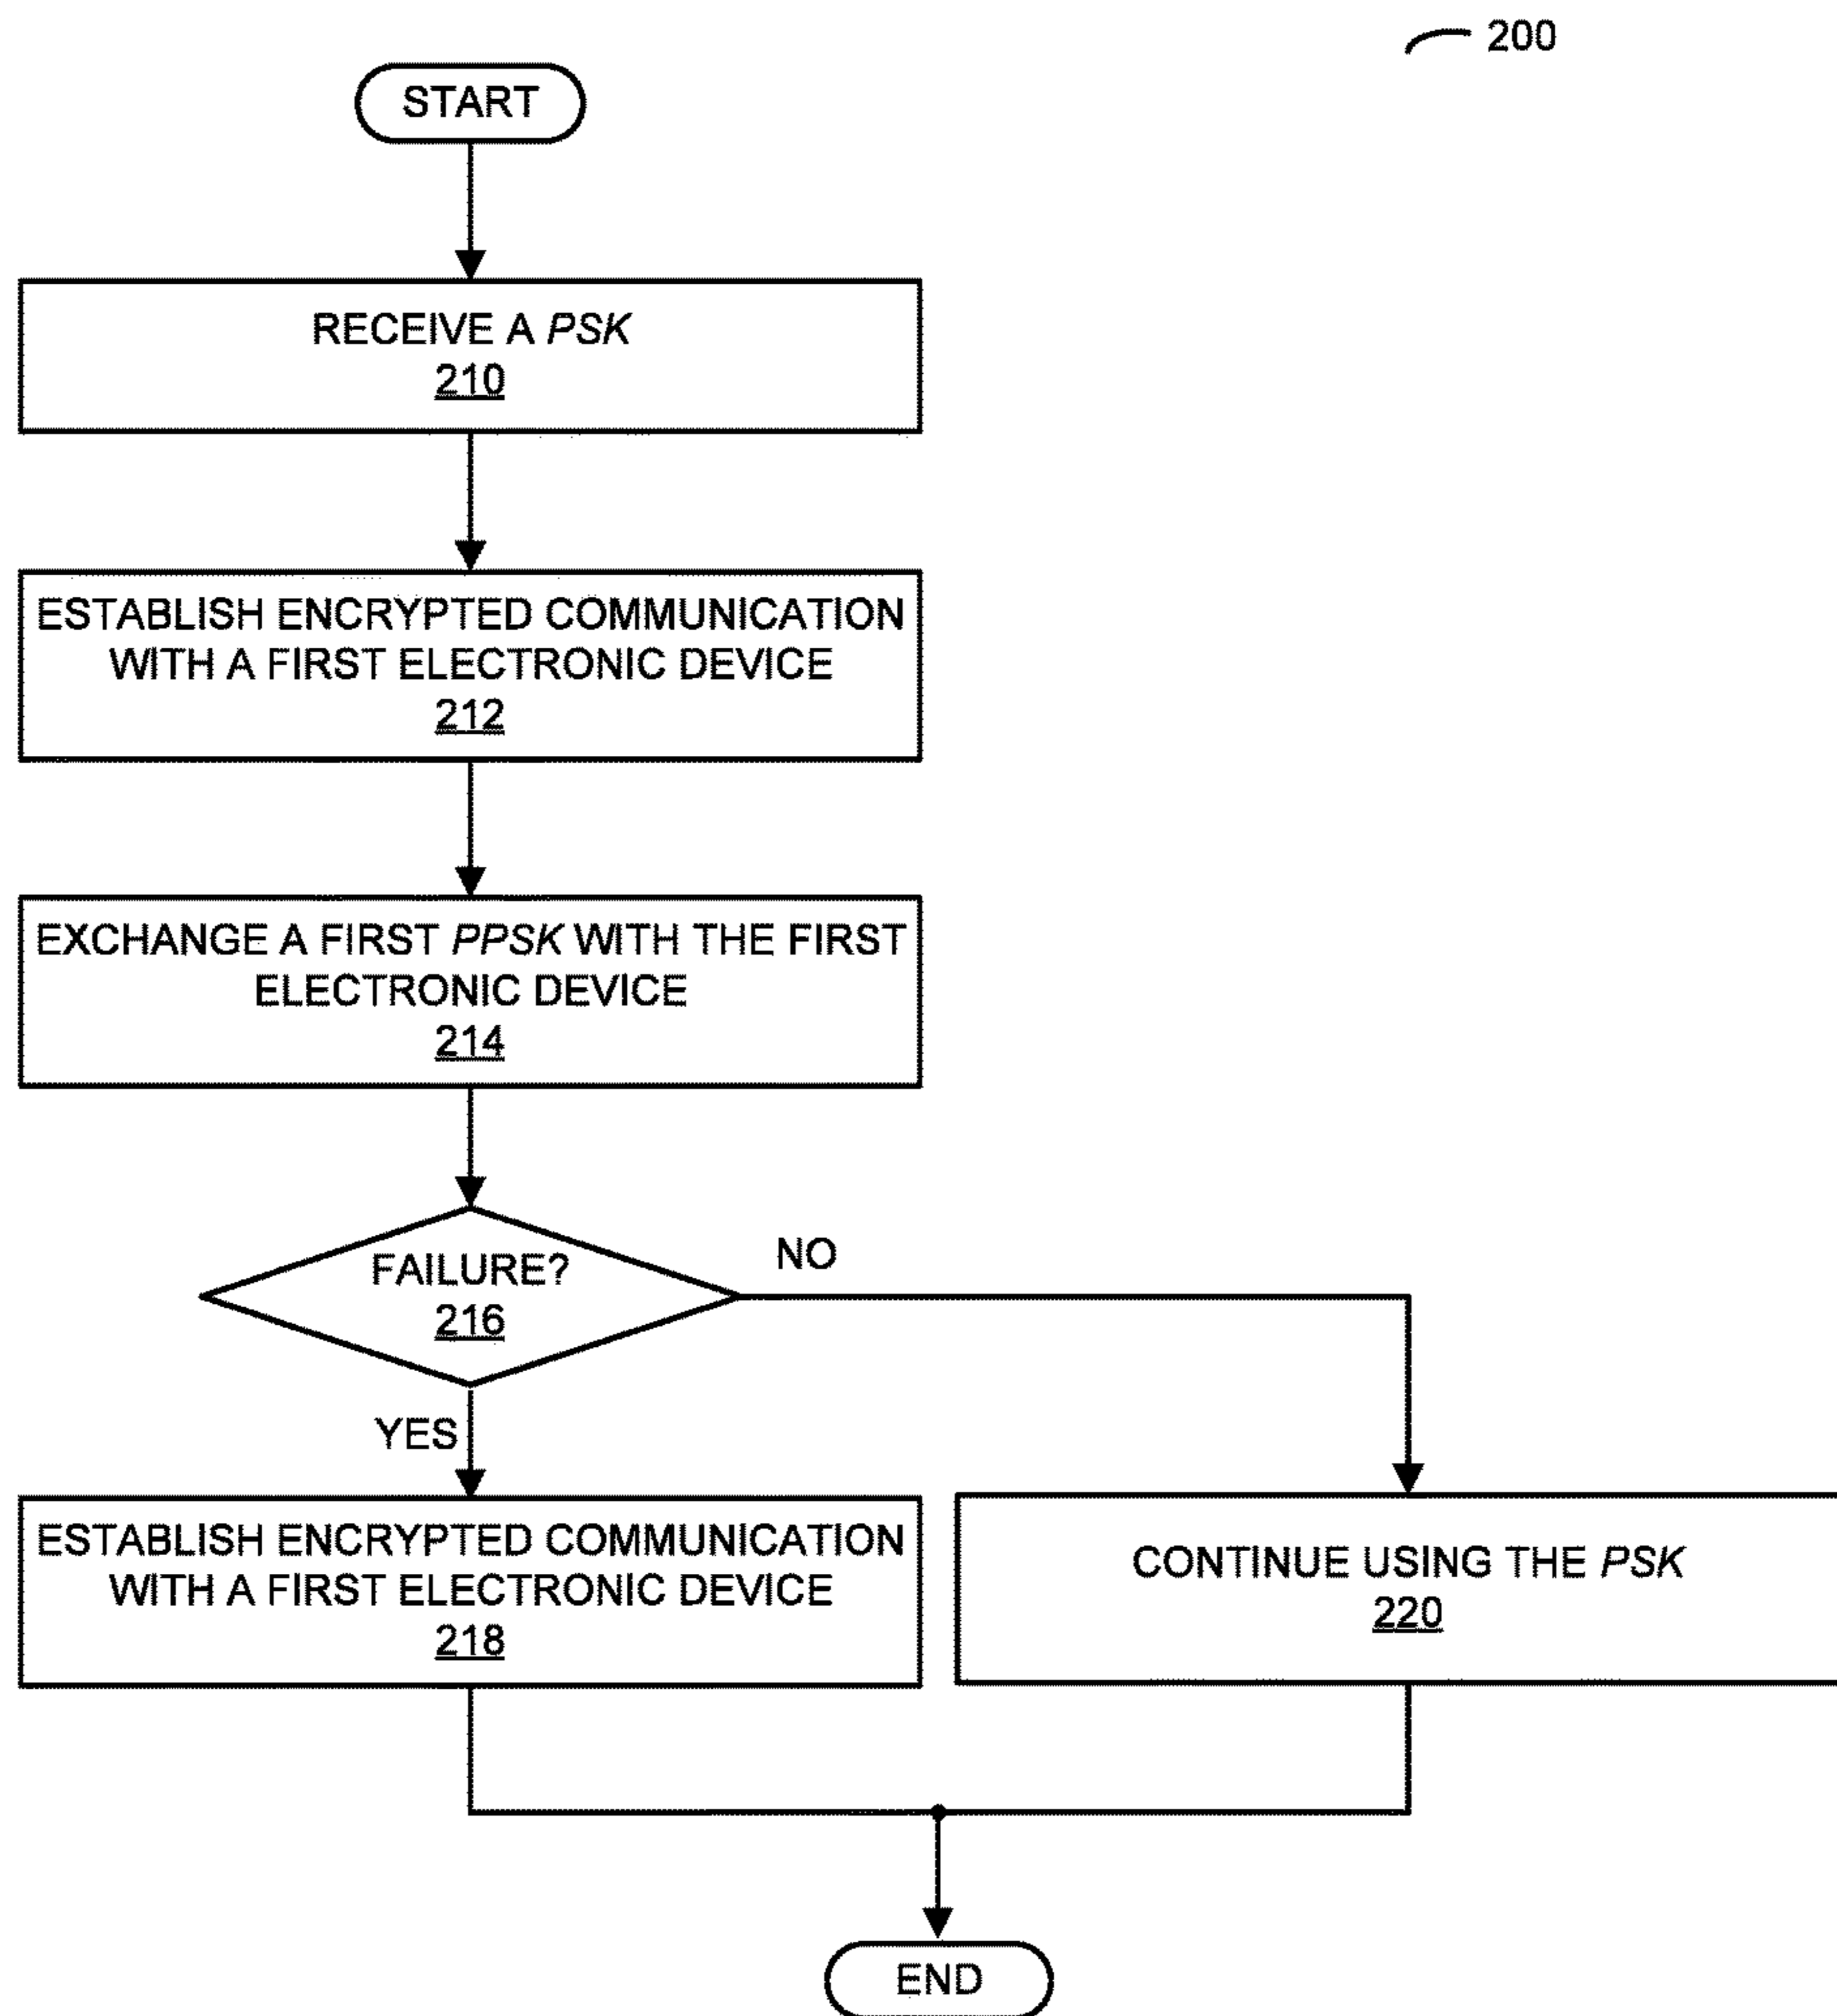 200
START
RECEIVE A PSK
210
ESTABLISH ENCRYPTED COMMUNICATION
WITH A FIRST ELECTRONIC DEVICE
212
EXCHANGE A FIRST PPSK WITH THE FIRST
ELECTRONIC DEVICE
214
FAILURE?
216
NO
YES
ESTABLISH ENCRYPTED COMMUNICATION
WITH A FIRST ELECTRONIC DEVICE
218
CONTINUE USING THE PSK
220
END